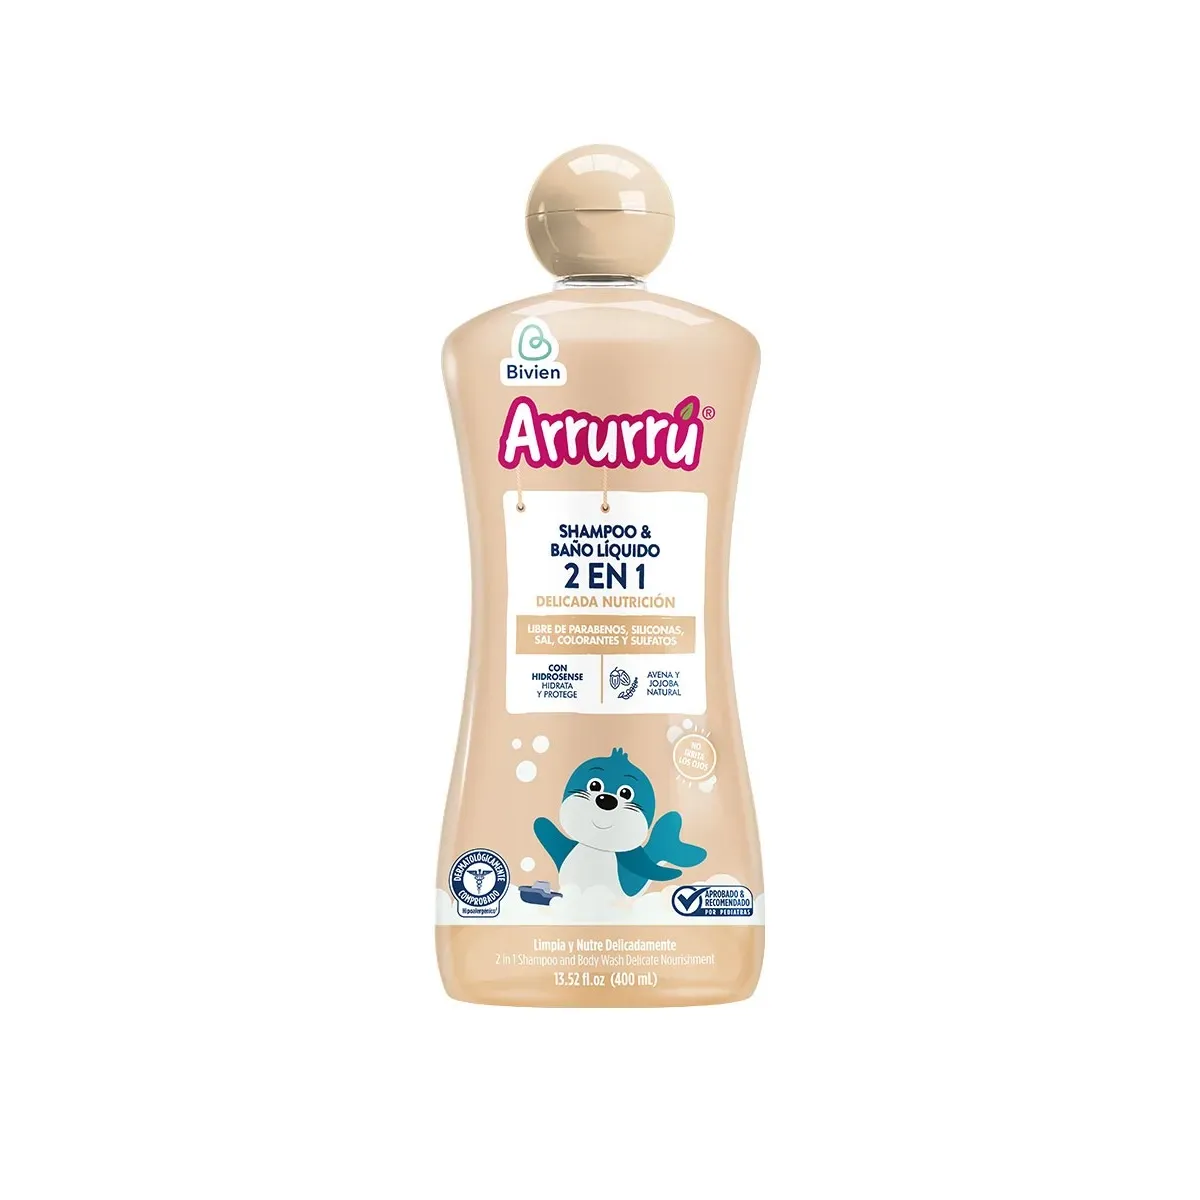 Bivien
Arrurrú®
SHAMPOO &
BAÑO LÍQUIDO
2 EN 1
DELICADA NUTRICIÓN
LIBRE DE PARABENOS, SILICONAS,
SAL, COLORANTES Y SULFATOS
CON
HIDROSENSE
HIDRATA
Y PROTEGE
AVENA Y
JOJOBA
NATURAL
NO
IRRITA
LOS OJOS
DERMATOLÓGICAMENTE
COMPROBADO
Hipoalergénico
APROBADO &
RECOMENDADO
POR PEDIATRAS
Limpia y Nutre Delicadamente
2 in 1 Shampoo and Body Wash Delicate Nourishment
13.52 fl.oz (400 mL)